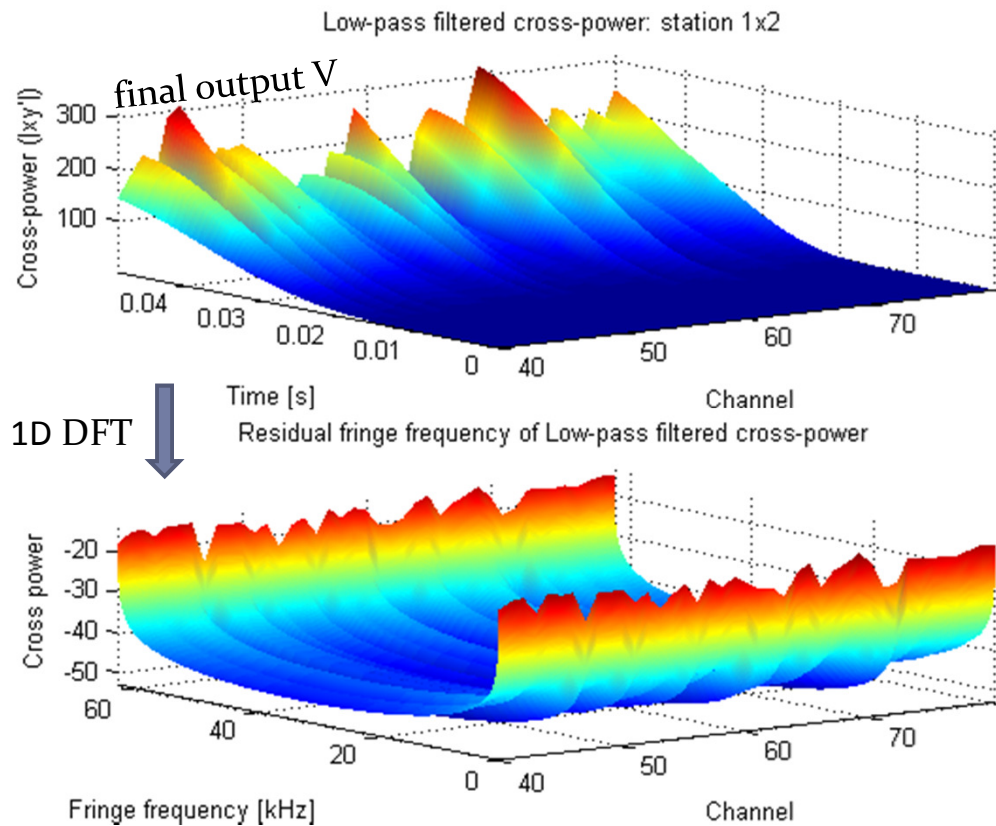 Low-pass filtered cross-power: station 1x2
final output V
300
200
100
Cross-power (|xy'|)
0.04
0.03
0.02
0.01
0
40
50
60
70
Time [s]
Channel
1D DFT
Residual fringe frequency of Low-pass filtered cross-power
-20
-30
-40
-50
Cross power
60
40
20
0
40
50
60
70
Fringe frequency [kHz]
Channel